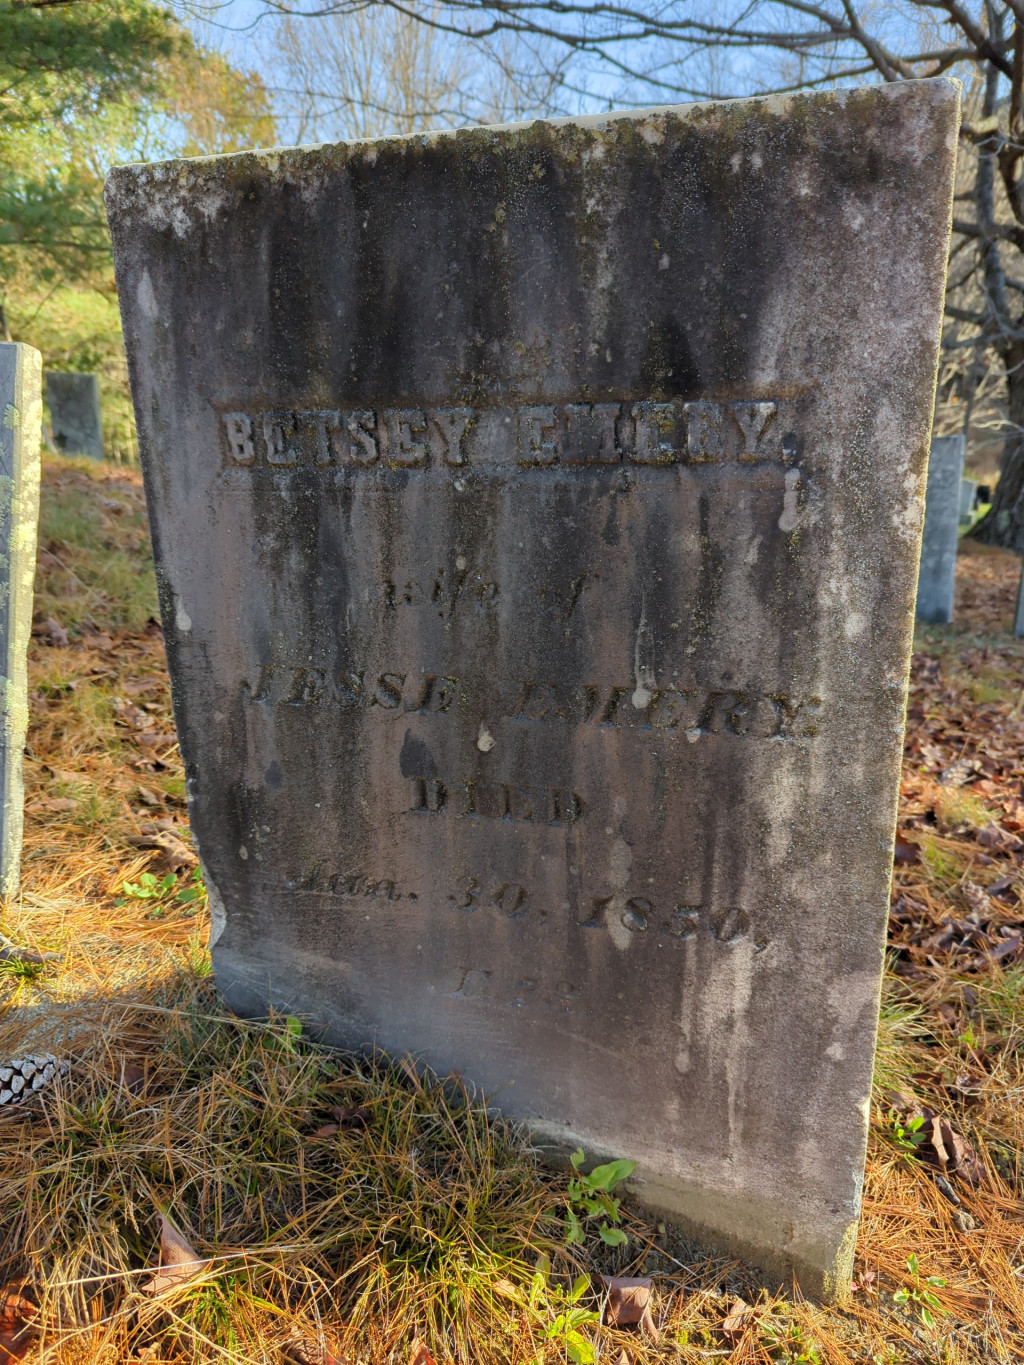 BETSEY EMERY.
wife of
JESSE EMERY
DIED
Jan. 30. 1850,